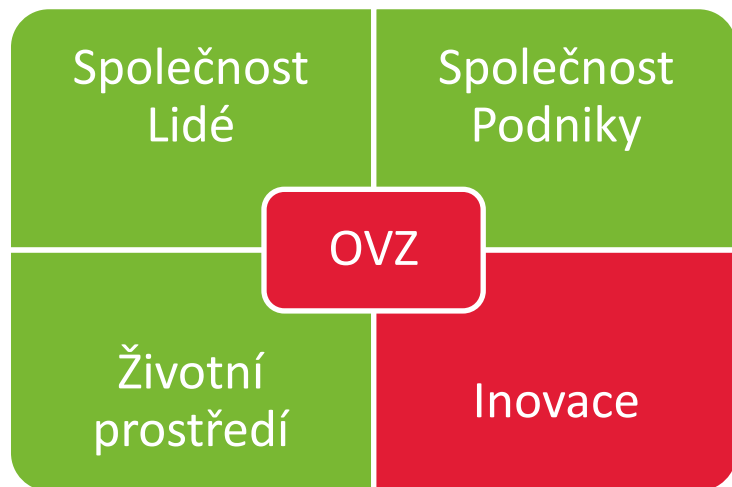 Společnost
Lidé
Společnost
Podniky
OVZ
Životní
prostředí
Inovace